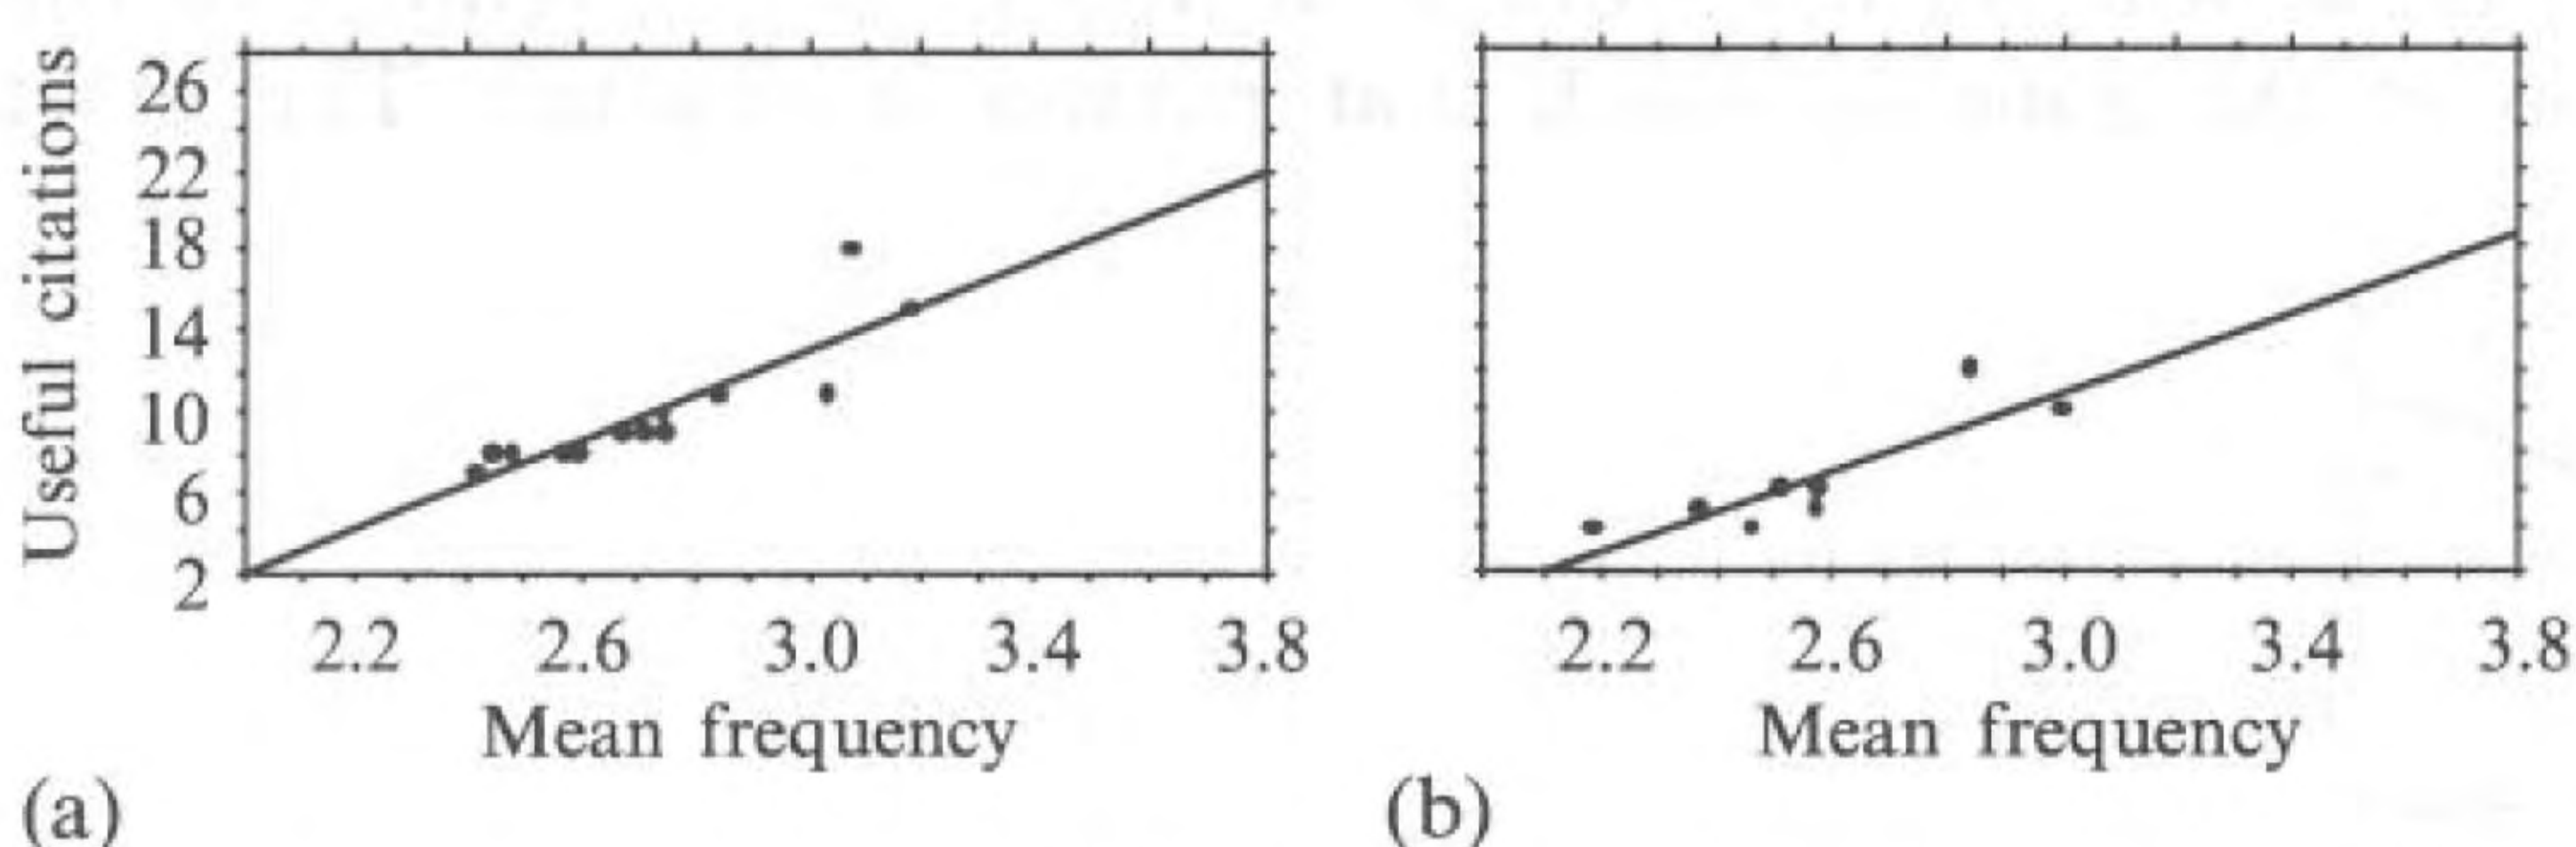 Useful citations
26
22
18
14
10
6
2
2.2 2.6 3.0 3.4 3.8
Mean frequency
(a)
2.2 2.6 3.0 3.4 3.8
Mean frequency
(b)